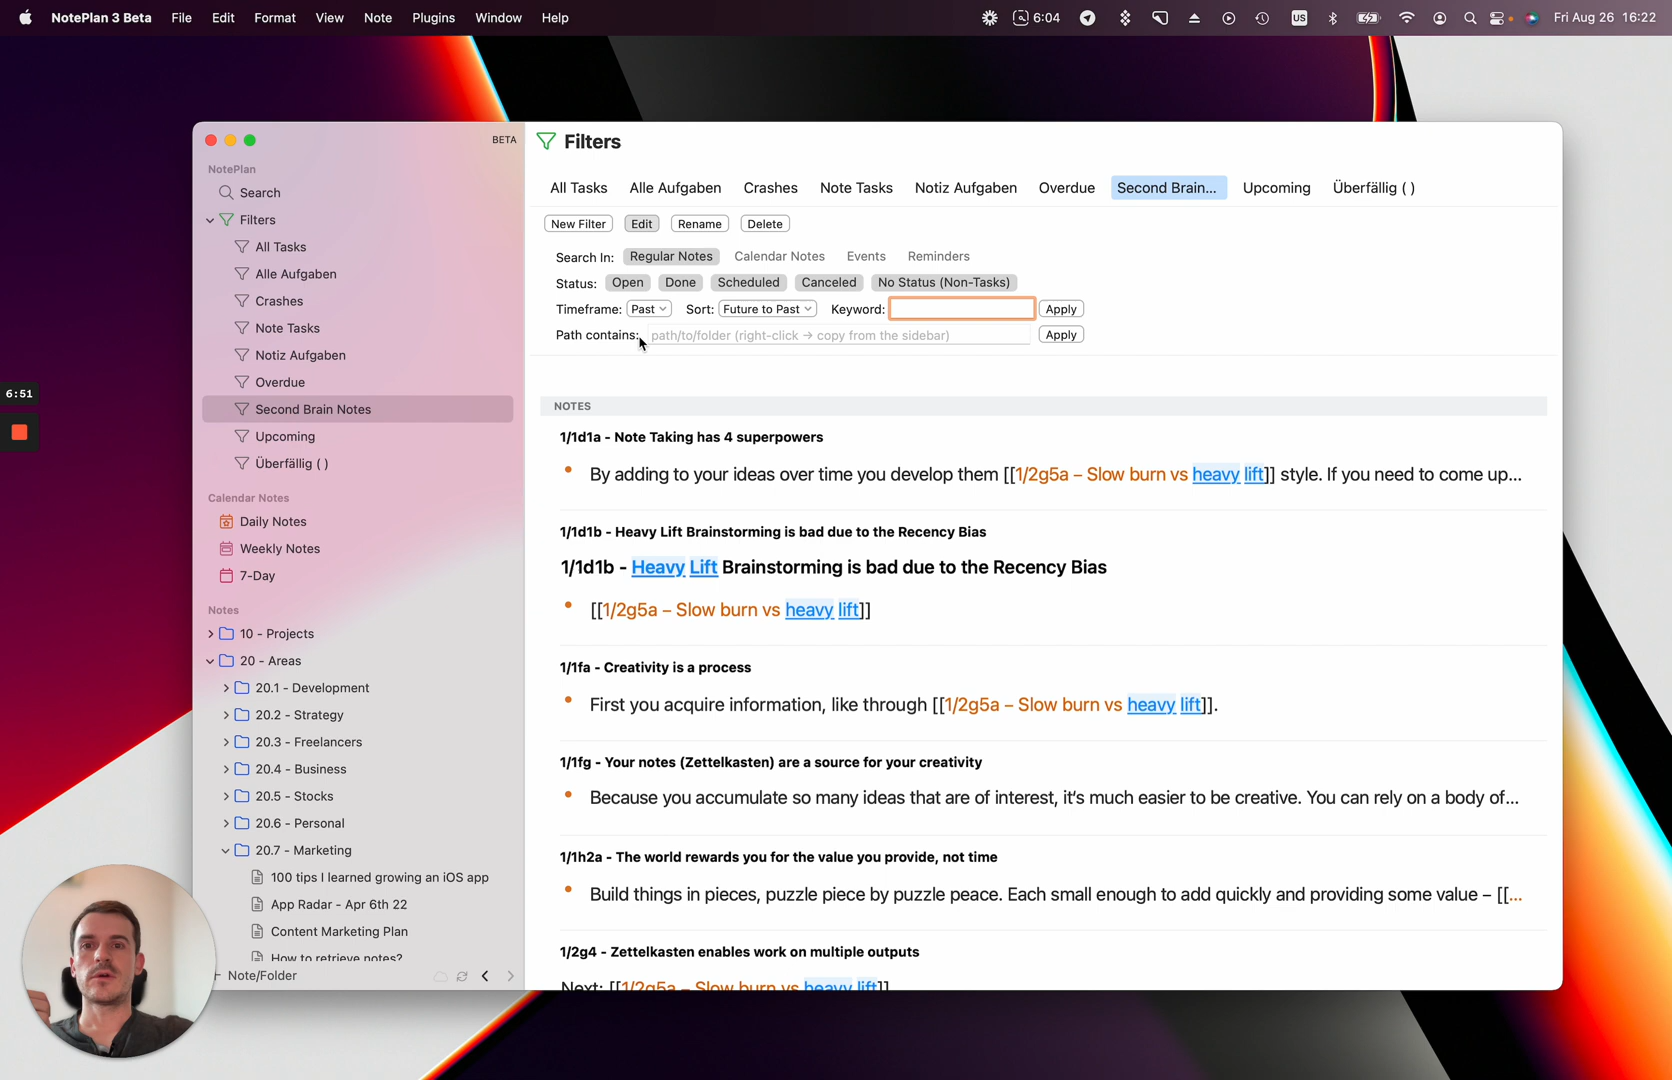 NotePlan 3 Beta File Edit Format View Note Plugins Window Help 6:04 US Fri Aug 26 16:22
BETA
NotePlan
Search
Filters
All Tasks
Alle Aufgaben
Crashes
Note Tasks
Notiz Aufgaben
Overdue
Second Brain Notes
Upcoming
Überfällig ( )
Calendar Notes
Daily Notes
Weekly Notes
7-Day
Notes
10 - Projects
20 - Areas
20.1 - Development
20.2 - Strategy
20.3 - Freelancers
20.4 - Business
20.5 - Stocks
20.6 - Personal
20.7 - Marketing
100 tips I learned growing an iOS app
App Radar - Apr 6th 22
Content Marketing Plan
How to retrieve notes?
Note/Folder
6:51
Filters
All Tasks Alle Aufgaben Crashes Note Tasks Notiz Aufgaben Overdue Second Brain... Upcoming Überfällig ( )
New Filter Edit Rename Delete
Search In: Regular Notes Calendar Notes Events Reminders
Status: Open Done Scheduled Canceled No Status (Non-Tasks)
Timeframe: Past Sort: Future to Past Keyword: Apply
Path contains: path/to/folder (right-click → copy from the sidebar) Apply
NOTES
1/1d1a - Note Taking has 4 superpowers
By adding to your ideas over time you develop them [[1/2g5a – Slow burn vs heavy lift]] style. If you need to come up...
1/1d1b - Heavy Lift Brainstorming is bad due to the Recency Bias
1/1d1b - Heavy Lift Brainstorming is bad due to the Recency Bias
[[1/2g5a – Slow burn vs heavy lift]]
1/1fa - Creativity is a process
First you acquire information, like through [[1/2g5a – Slow burn vs heavy lift]].
1/1fg - Your notes (Zettelkasten) are a source for your creativity
Because you accumulate so many ideas that are of interest, it's much easier to be creative. You can rely on a body of...
1/1h2a - The world rewards you for the value you provide, not time
Build things in pieces, puzzle piece by puzzle peace. Each small enough to add quickly and providing some value – [[...
1/2g4 - Zettelkasten enables work on multiple outputs
Next: [[1/2g5a – Slow burn vs heavy lift]]